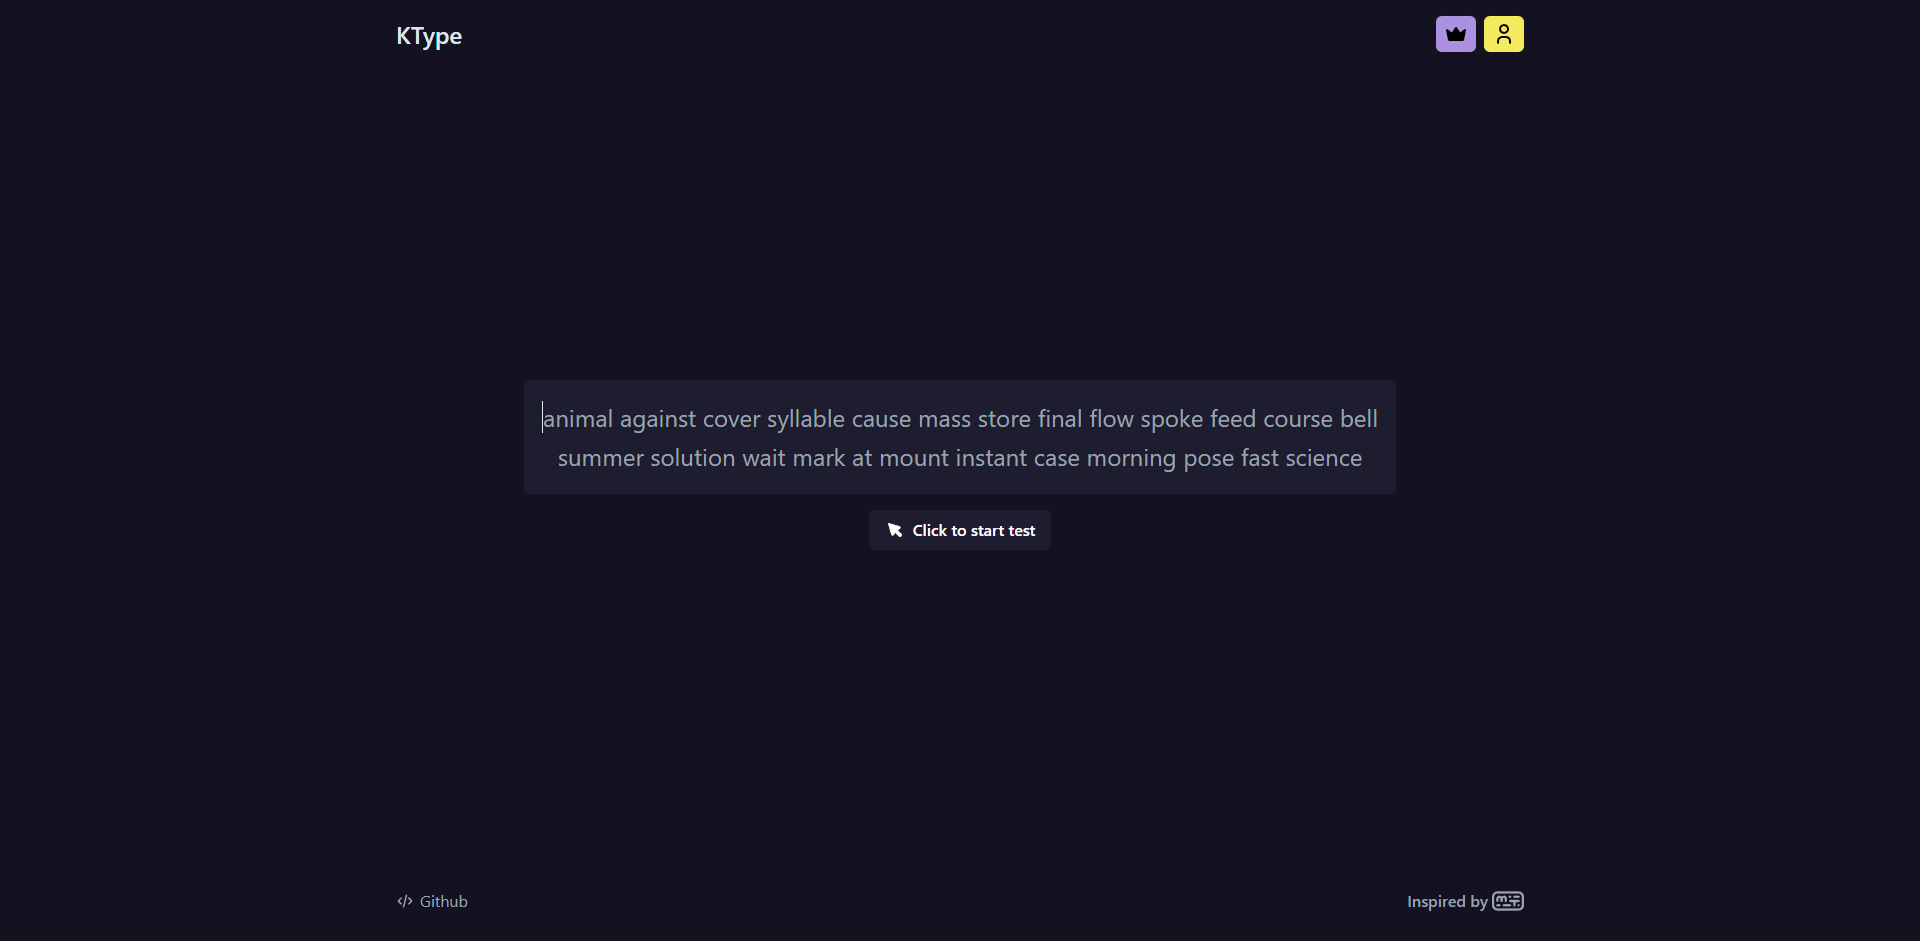 KType
animal against cover syllable cause mass store final flow spoke feed course bell
summer solution wait mark at mount instant case morning pose fast science
Click to start test
Github
Inspired by